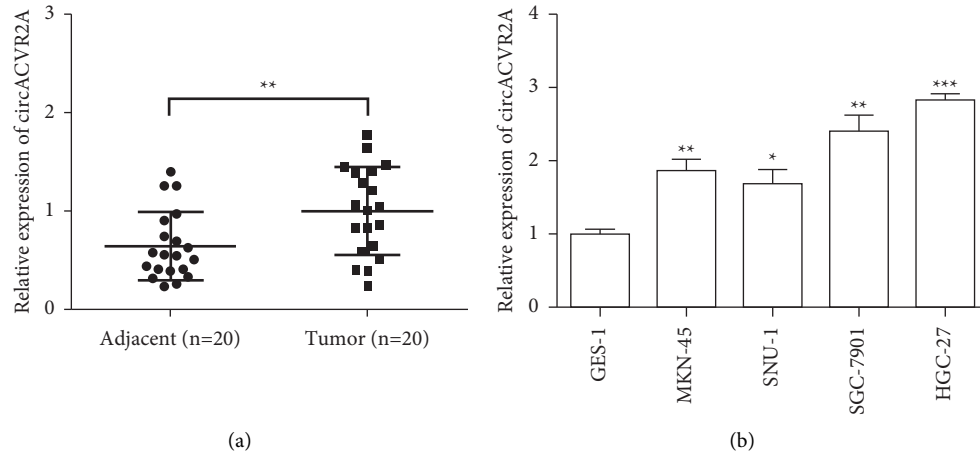 Relative expression of circACVR2A
3
2
1
0
**
Adjacent (n=20)
Tumor (n=20)
(a)
Relative expression of circACVR2A
4
3
2
1
0
**
*
**
***
GES-1
MKN-45
SNU-1
SGC-7901
HGC-27
(b)